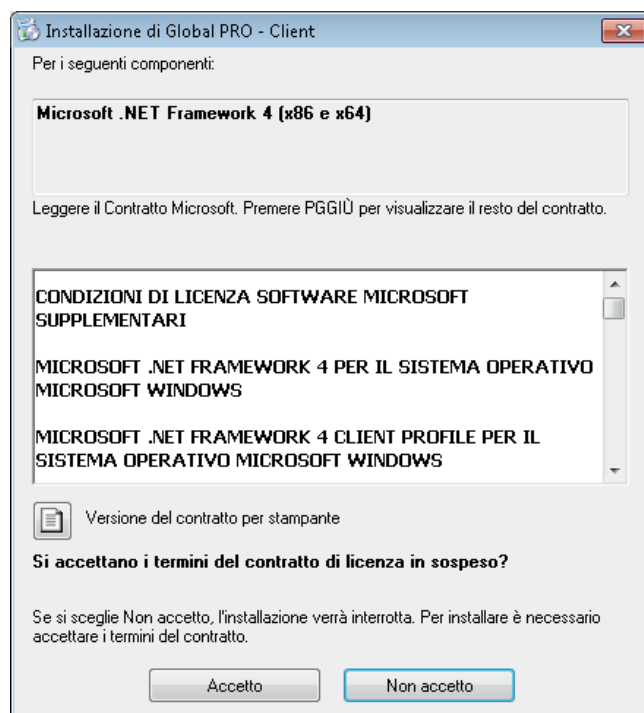 Installazione di Global PRO - Client
Per i seguenti componenti:
Microsoft .NET Framework 4 (x86 e x64)
Leggere il Contratto Microsoft. Premere PGGIÙ per visualizzare il resto del contratto.
CONDIZIONI DI LICENZA SOFTWARE MICROSOFT
SUPPLEMENTARI
MICROSOFT .NET FRAMEWORK 4 PER IL SISTEMA OPERATIVO
MICROSOFT WINDOWS
MICROSOFT .NET FRAMEWORK 4 CLIENT PROFILE PER IL
SISTEMA OPERATIVO MICROSOFT WINDOWS
Versione del contratto per stampante
Si accettano i termini del contratto di licenza in sospeso?
Se si sceglie Non accetto, l'installazione verrà interrotta. Per installare è necessario
accettare i termini del contratto.
Accetto
Non accetto